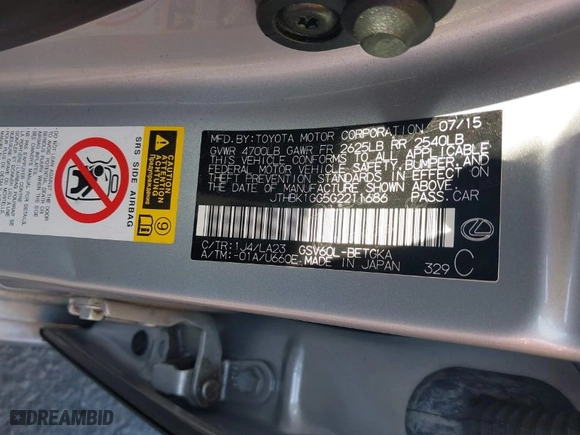 MFD. BY: TOYOTA MOTOR CORPORATION 07/15
GVWR 4700LB GAWR FR 2625LB RR 2540LB
THIS VEHICLE CONFORMS TO ALL APPLICABLE
FEDERAL MOTOR VEHICLE SAFETY, BUMPER, AND
THEFT PREVENTION STANDARDS IN EFFECT ON
THE DATE OF MANUFACTURE SHOWN ABOVE.
JTHBK1GG5G2211686 PASS. CAR
C/TR: 1J4/LA23 GSV60L-BETGKA
A/TM: -01A/U660E MADE IN JAPAN 329 C
SRS SIDE AIRBAG
9
DREAMBID